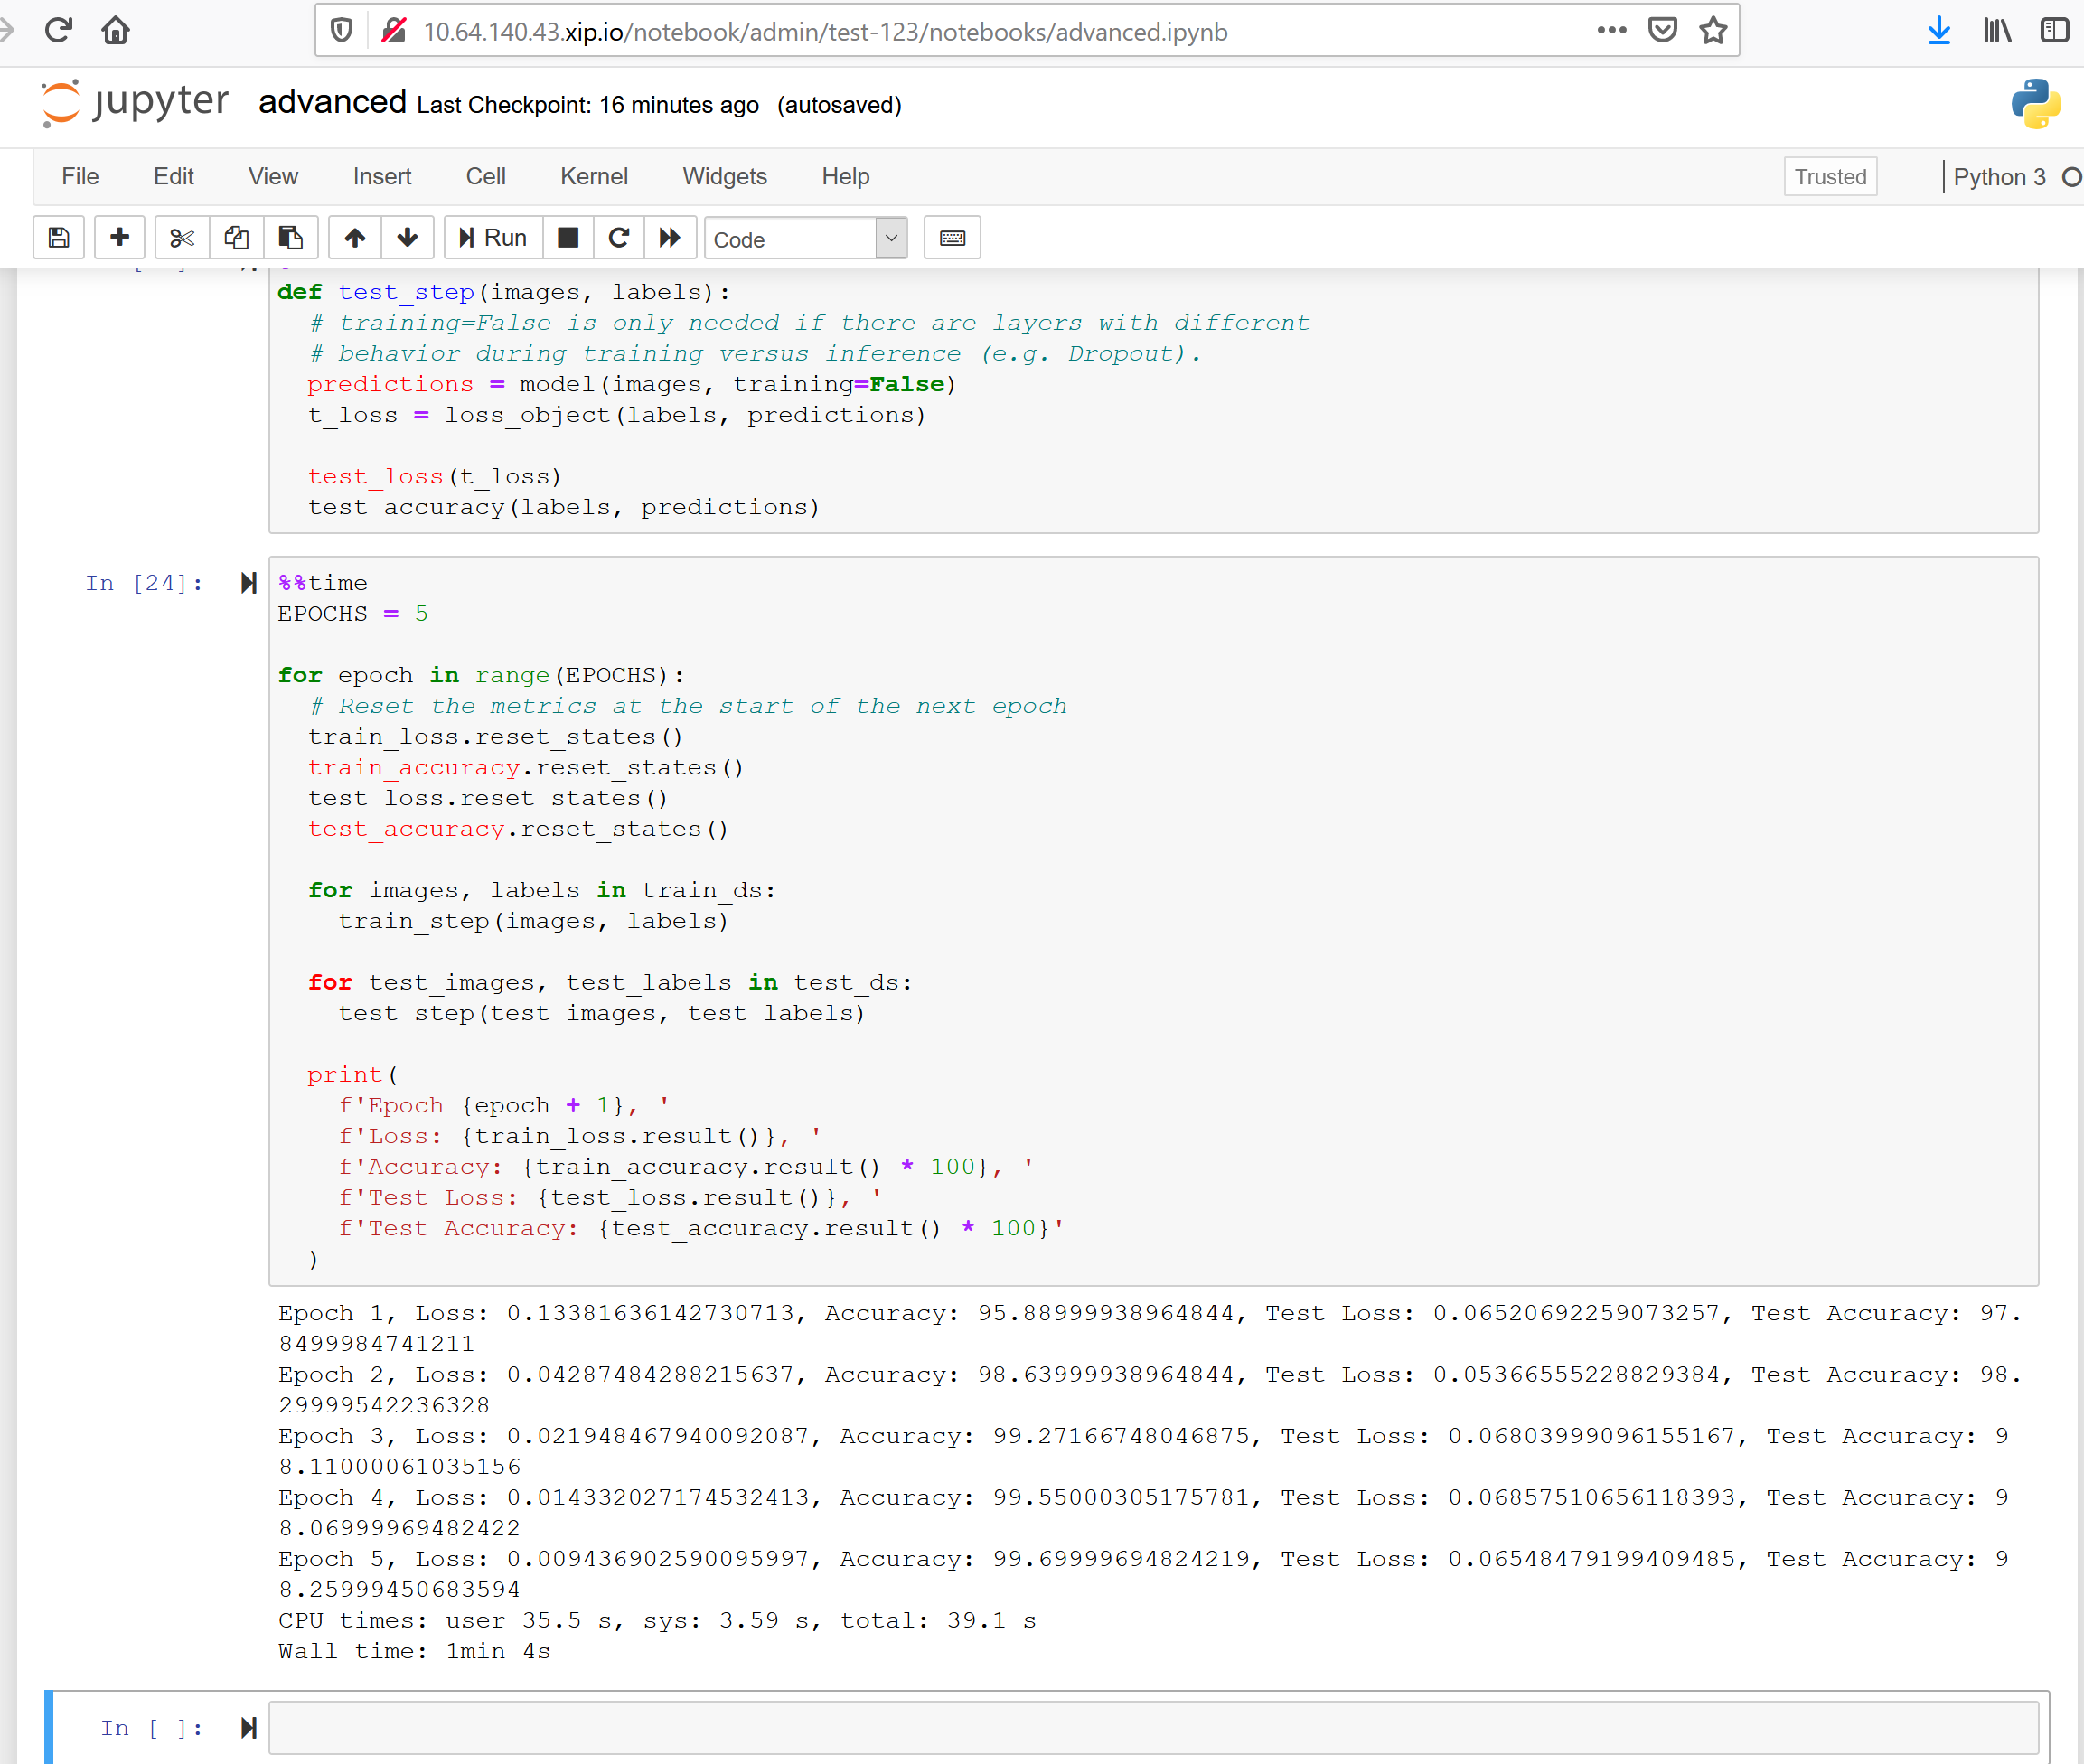 10.64.140.43.xip.io/notebook/admin/test-123/notebooks/advanced.ipynb
jupyter advanced Last Checkpoint: 16 minutes ago (autosaved)
File Edit View Insert Cell Kernel Widgets Help Trusted Python 3
Run Code
def test_step(images, labels):
  # training=False is only needed if there are layers with different
  # behavior during training versus inference (e.g. Dropout).
  predictions = model(images, training=False)
  t_loss = loss_object(labels, predictions)
  test_loss(t_loss)
  test_accuracy(labels, predictions)
In [24]: %%time
EPOCHS = 5
for epoch in range(EPOCHS):
  # Reset the metrics at the start of the next epoch
  train_loss.reset_states()
  train_accuracy.reset_states()
  test_loss.reset_states()
  test_accuracy.reset_states()
  for images, labels in train_ds:
    train_step(images, labels)
  for test_images, test_labels in test_ds:
    test_step(test_images, test_labels)
  print(
    f'Epoch {epoch + 1}, '
    f'Loss: {train_loss.result()}, '
    f'Accuracy: {train_accuracy.result() * 100}, '
    f'Test Loss: {test_loss.result()}, '
    f'Test Accuracy: {test_accuracy.result() * 100}'
  )
Epoch 1, Loss: 0.13381636142730713, Accuracy: 95.88999938964844, Test Loss: 0.06520692259073257, Test Accuracy: 97.
8499984741211
Epoch 2, Loss: 0.04287484288215637, Accuracy: 98.63999938964844, Test Loss: 0.05366555228829384, Test Accuracy: 98.
29999542236328
Epoch 3, Loss: 0.021948467940092087, Accuracy: 99.27166748046875, Test Loss: 0.06803999096155167, Test Accuracy: 9
8.11000061035156
Epoch 4, Loss: 0.014332027174532413, Accuracy: 99.55000305175781, Test Loss: 0.06857510656118393, Test Accuracy: 9
8.06999969482422
Epoch 5, Loss: 0.009436902590095997, Accuracy: 99.69999694824219, Test Loss: 0.06548479199409485, Test Accuracy: 9
8.25999450683594
CPU times: user 35.5 s, sys: 3.59 s, total: 39.1 s
Wall time: 1min 4s
In [ ]: